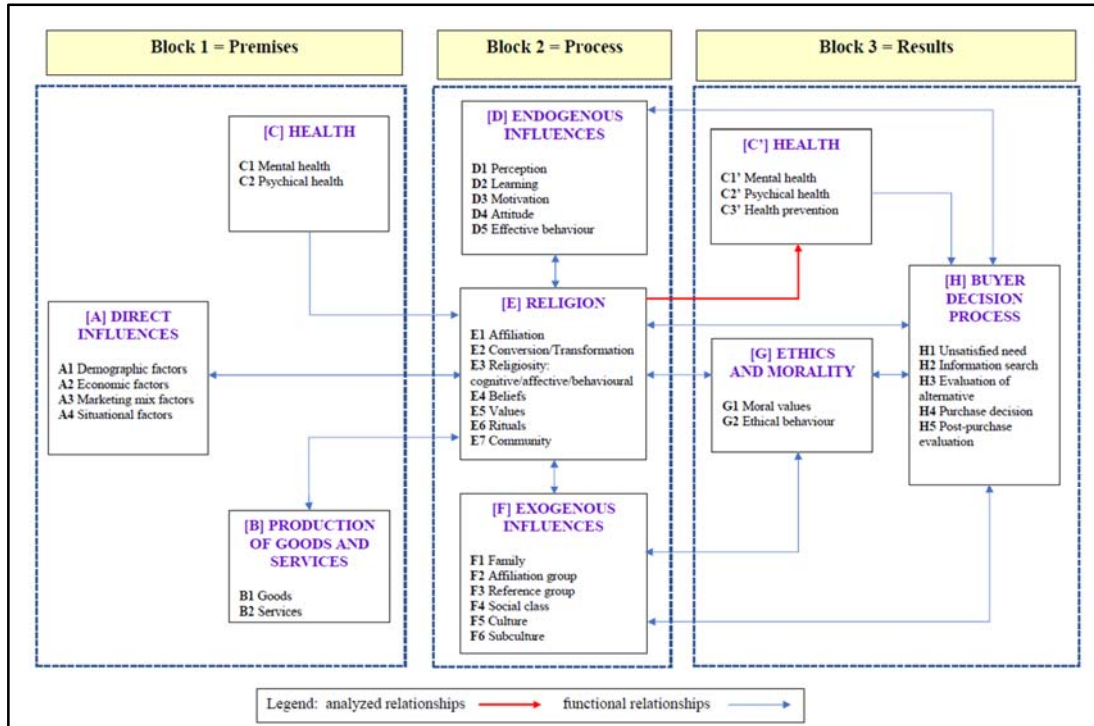 Block 1 = Premises
Block 2 = Process
Block 3 = Results
[C] HEALTH
C1 Mental health
C2 Psychical health
[A] DIRECT
INFLUENCES
A1 Demographic factors
A2 Economic factors
A3 Marketing mix factors
A4 Situational factors
[B] PRODUCTION
OF GOODS AND
SERVICES
B1 Goods
B2 Services
[D] ENDOGENOUS
INFLUENCES
D1 Perception
D2 Learning
D3 Motivation
D4 Attitude
D5 Effective behaviour
[E] RELIGION
E1 Affiliation
E2 Conversion/Transformation
E3 Religiosity:
cognitive/affective/behavioural
E4 Beliefs
E5 Values
E6 Rituals
E7 Community
[F] EXOGENOUS
INFLUENCES
F1 Family
F2 Affiliation group
F3 Reference group
F4 Social class
F5 Culture
F6 Subculture
[C'] HEALTH
C1' Mental health
C2' Psychical health
C3' Health prevention
[G] ETHICS
AND MORALITY
G1 Moral values
G2 Ethical behaviour
[H] BUYER
DECISION
PROCESS
H1 Unsatisfied need
H2 Information search
H3 Evaluation of
alternative
H4 Purchase decision
H5 Post-purchase
evaluation
Legend: analyzed relationships functional relationships